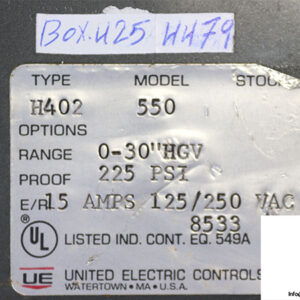 BOX.U25 HH79
TYPE MODEL STOCK
H402 550
OPTIONS
RANGE 0-30"HGV
PROOF 225 PSI
E/R 15 AMPS 125/250 VAC
8533
UL LISTED IND. CONT. EQ. 549A
UE UNITED ELECTRIC CONTROLS
WATERTOWN • MA • U.S.A.